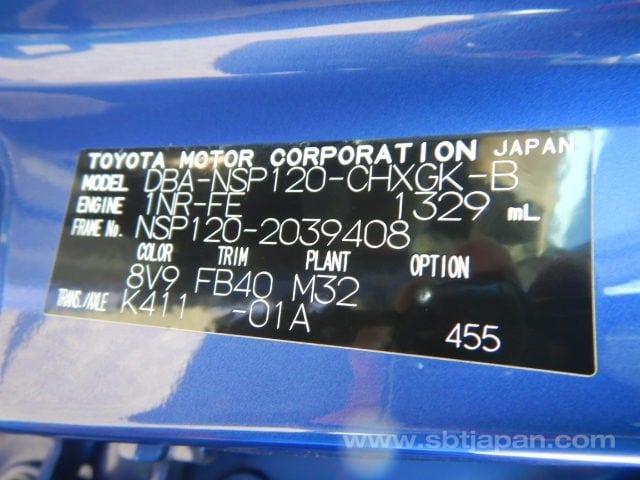 TOYOTA MOTOR CORPORATION JAPAN
MODEL DBA-NSP120-CHXGK-B
ENGINE 1NR-FE 1329 mL
FRAME No. NSP120-2039408
COLOR TRIM PLANT OPTION
8V9 FB40 M32
TRANS./AXLE K411 -01A
455
www.sbtjapan.com